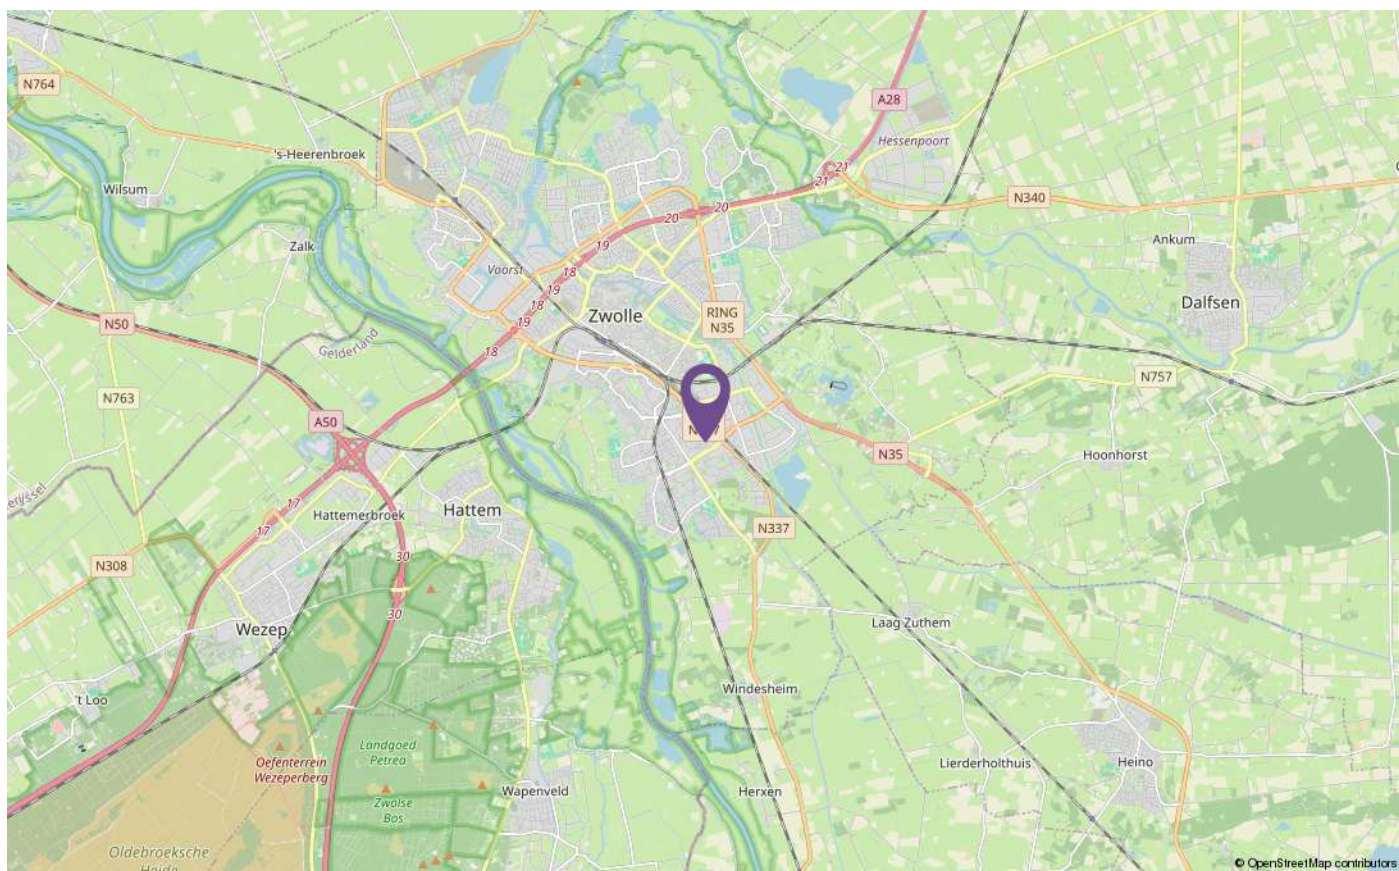 N764
A28
Hessenpoort
21
's-Heerenbroek
21
Wilsum
N340
20
20
Ankum
19
Zalk
Voorst
18
19
Dalfsen
18
Zwolle
RING
N35
19
N50
18
Gelderland
N757
N763
A50
N35
Hoonhorst
17
Hattem
Hattemerbroek
17
N337
30
N308
30
Laag Zuthem
Wezep
Windesheim
't Loo
Landgoed
Petrea
Oefenterrein
Wezeperberg
Lierderholthuis
Heino
Wapenveld
Herxen
Zwolse
Bos
Oldebroeksche
Heide
© OpenStreetMap contributors